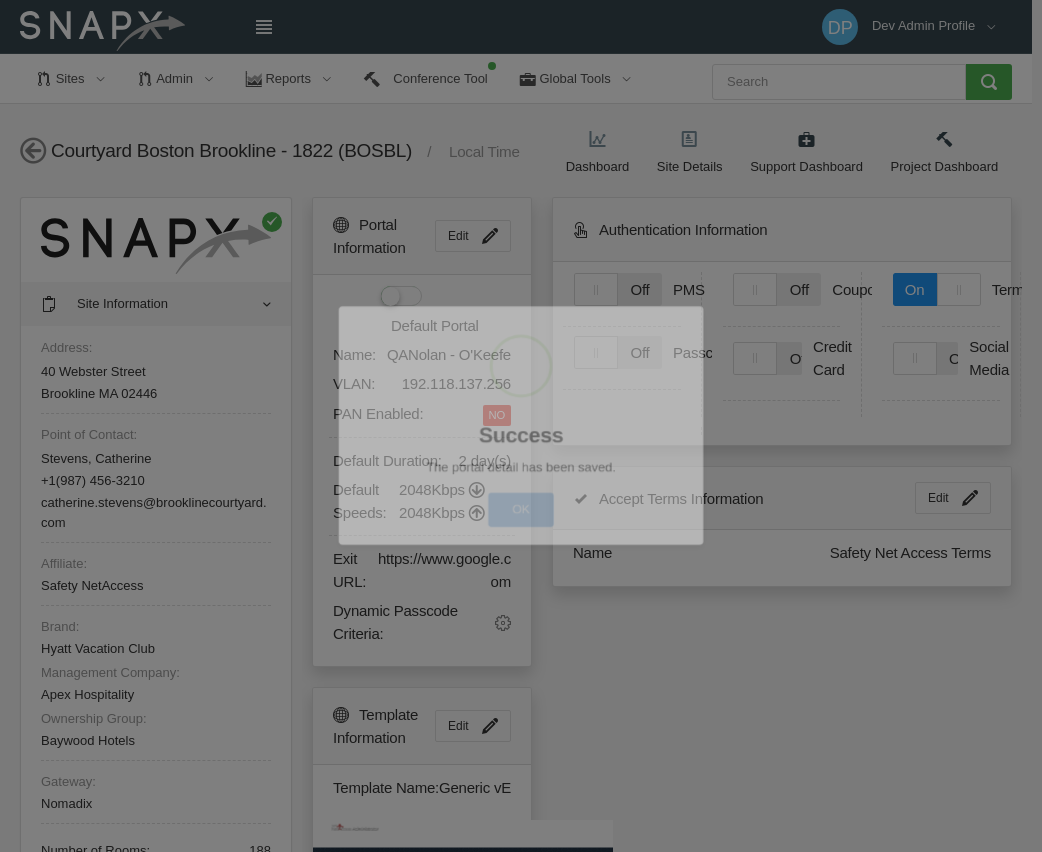 SNAPX
DP
Dev Admin Profile
Sites
Admin
Reports
Conference Tool
Global Tools
Search
Courtyard Boston Brookline - 1822 (BOSBL) / Local Time
Dashboard
Site Details
Support Dashboard
Project Dashboard
SNAPX
Site Information
Address:
40 Webster Street
Brookline MA 02446
Point of Contact:
Stevens, Catherine
+1(987) 456-3210
catherine.stevens@brooklinecourtyard.
com
Affiliate:
Safety NetAccess
Brand:
Hyatt Vacation Club
Management Company:
Apex Hospitality
Ownership Group:
Baywood Hotels
Gateway:
Nomadix
Number of Rooms: 188
Portal
Information
Edit
Default Portal
Name: QANolan - O'Keefe
VLAN: 192.118.137.256
PAN Enabled: NO
Default Duration: 2 day(s)
Default 2048Kbps
Speeds: 2048Kbps
Exit https://www.google.c
URL: om
Dynamic Passcode
Criteria:
Template
Information
Edit
Template Name:Generic vE
Authentication Information
Off PMS
Off Coupc
On Term
Off Passc
O Credit
Card
C Social
Media
Success
The portal detail has been saved.
OK
Accept Terms Information
Edit
Name Safety Net Access Terms